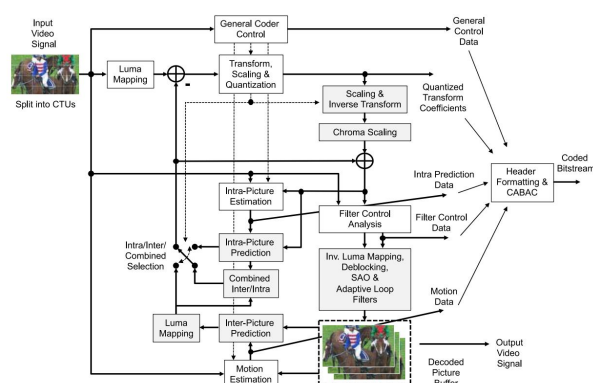 Input
Video
Signal
Split into CTUs
General Coder
Control
General
Control
Data
Luma
Mapping
-
Transform,
Scaling &
Quantization
Scaling &
Inverse Transform
Quantized
Transform
Coefficients
Chroma Scaling
Intra-Picture
Estimation
Intra Prediction
Data
Header
Formatting &
CABAC
Coded
Bitstream
Filter Control
Analysis
Filter Control
Data
Intra/Inter/
Combined
Selection
Intra-Picture
Prediction
Inv. Luma Mapping,
Deblocking,
SAO &
Adaptive Loop
Filters
Combined
Inter/Intra
Motion
Data
Luma
Mapping
Inter-Picture
Prediction
Motion
Estimation
Decoded
Picture
Buffer
Output
Video
Signal